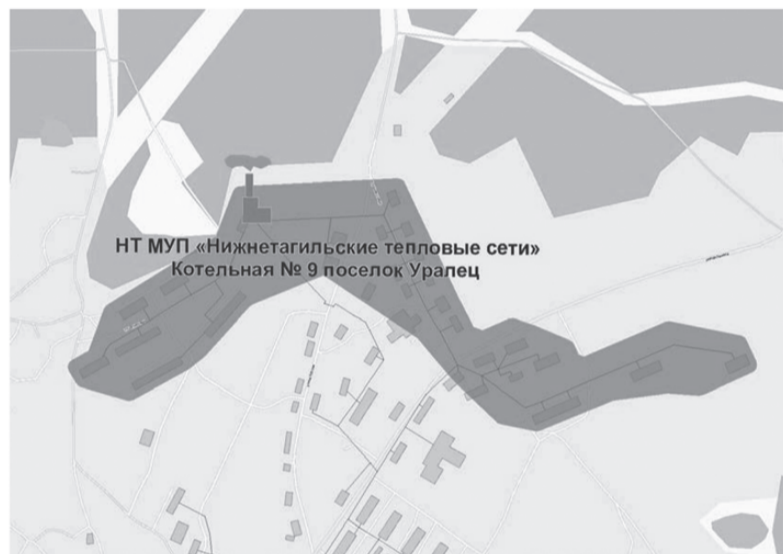 НТ МУП «Нижнетагильские тепловые сети»
Котельная № 9 поселок Уралец